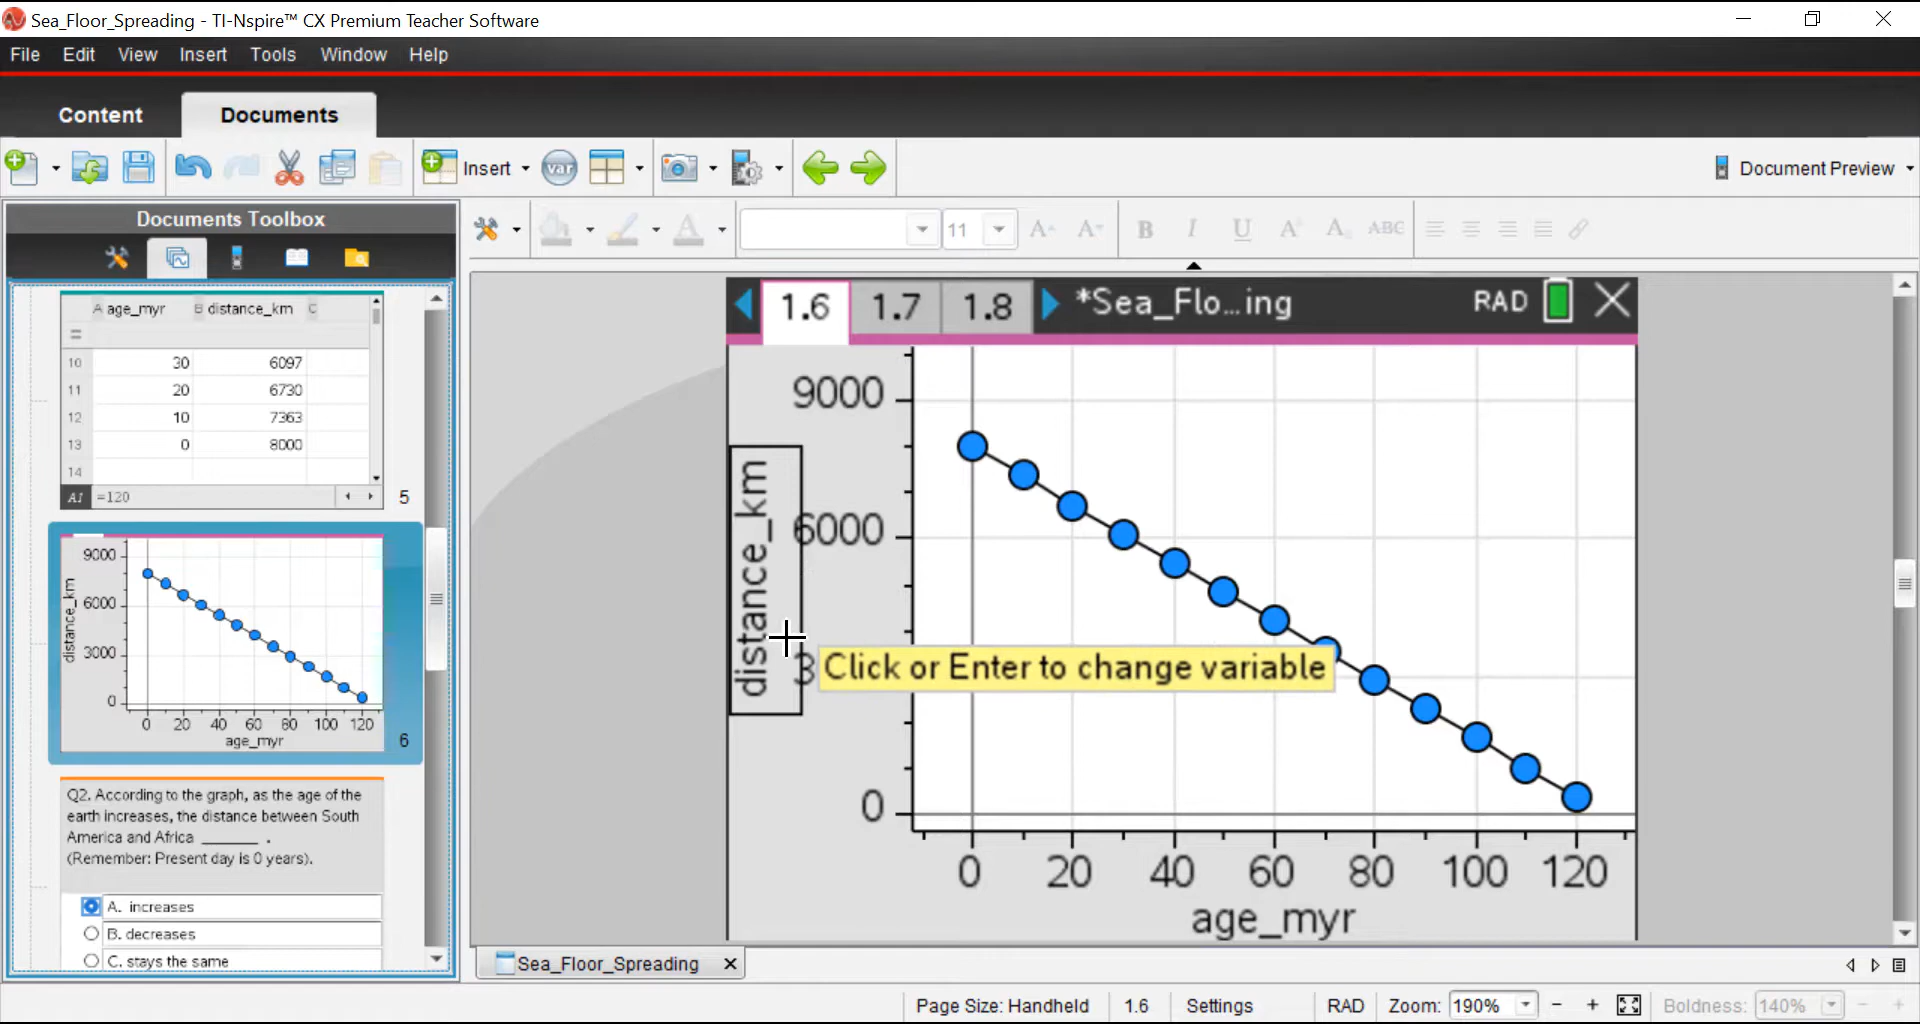 Sea_Floor_Spreading - TI-Nspire™ CX Premium Teacher Software
File Edit View Insert Tools Window Help
Content Documents
Insert var Document Preview
Documents Toolbox
11 A A B I U A A ABC
A age_myr B distance_km C
=
10 30 6097
11 20 6730
12 10 7363
13 0 8000
14
A1 =120 5
9000
6000
3000
0
distance_km
0 20 40 60 80 100 120
age_myr
6
Q2. According to the graph, as the age of the
earth increases, the distance between South
America and Africa ______ .
(Remember: Present day is 0 years).
A. increases
B. decreases
C. stays the same
1.6 1.7 1.8 *Sea_Flo...ing RAD
9000
6000
3
0
distance_km
Click or Enter to change variable
0 20 40 60 80 100 120
age_myr
Sea_Floor_Spreading
Page Size: Handheld 1.6 Settings RAD Zoom: 190% - + Boldness: 140% - +